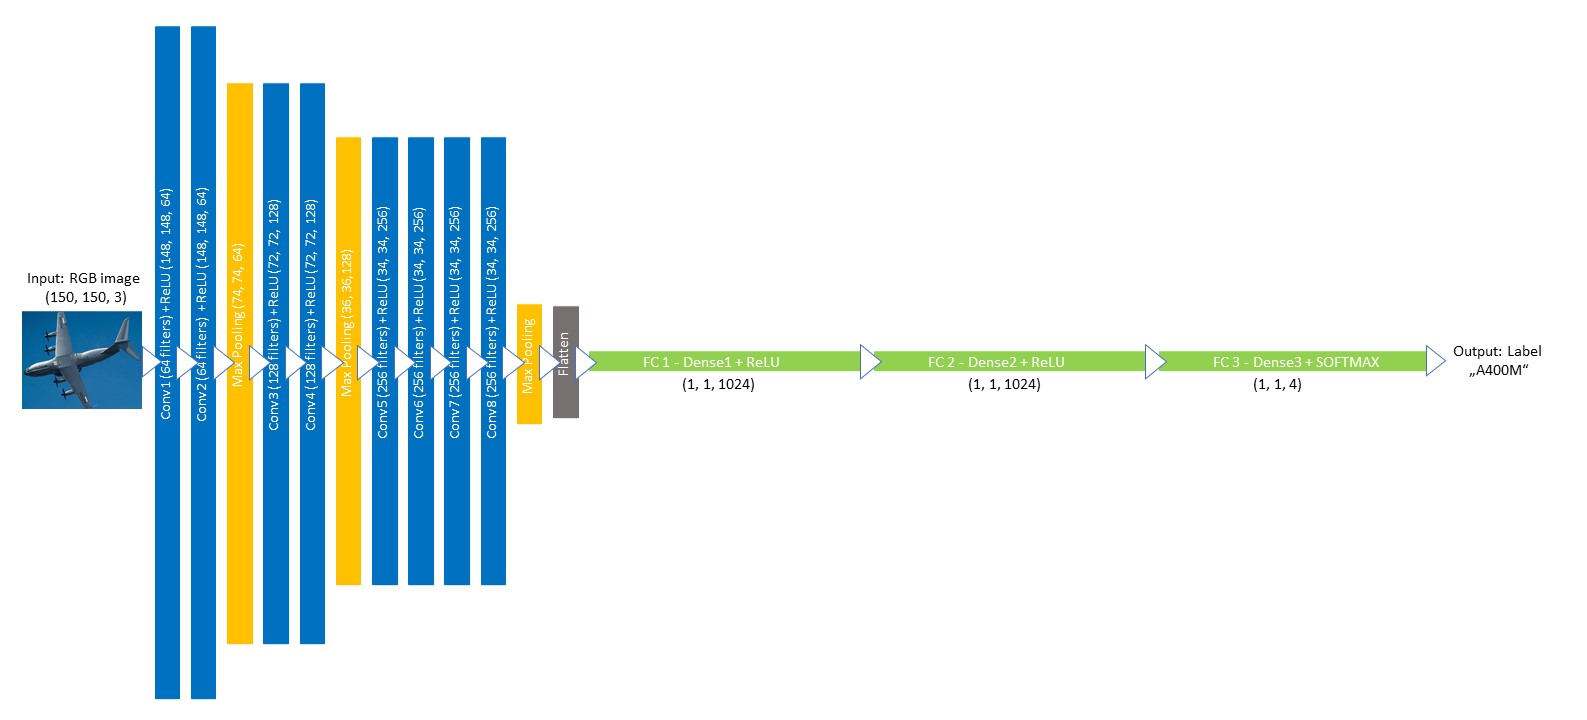 Input: RGB image
(150, 150, 3)
Conv1 (64 filters) +ReLU (148, 148, 64)
Conv2 (64 filters) +ReLU (148, 148, 64)
Max Pooling (74, 74, 64)
Conv3 (128 filters) +ReLU (72, 72, 128)
Conv4 (128 filters) +ReLU (72, 72, 128)
Max Pooling (36, 36,128)
Conv5 (256 filters) +ReLU (34, 34, 256)
Conv6 (256 filters) +ReLU (34, 34, 256)
Conv7 (256 filters) +ReLU (34, 34, 256)
Conv8 (256 filters) +ReLU (34, 34, 256)
Max Pooling
Flatten
FC 1 - Dense1 + ReLU
(1, 1, 1024)
FC 2 - Dense2 + ReLU
(1, 1, 1024)
FC 3 - Dense3 + SOFTMAX
(1, 1, 4)
Output: Label
„A400M“